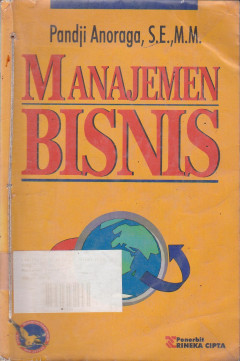 Pandji Anoraga, S.E.,M.M.
MANAJEMEN
BISNIS
Penerbit
RINEKA CIPTA